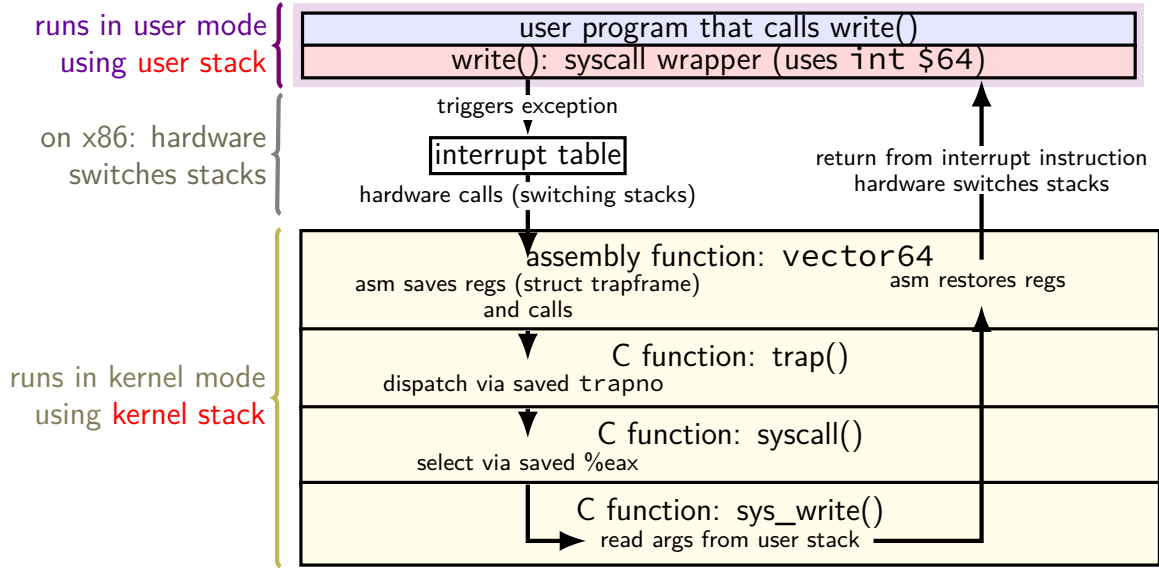 runs in user mode
using user stack
user program that calls write()
write(): syscall wrapper (uses int $64)
triggers exception
on x86: hardware
switches stacks
interrupt table
hardware calls (switching stacks)
return from interrupt instruction
hardware switches stacks
assembly function: vector64
asm saves regs (struct trapframe)
and calls
asm restores regs
runs in kernel mode
using kernel stack
C function: trap()
dispatch via saved trapno
C function: syscall()
select via saved %eax
C function: sys_write()
read args from user stack